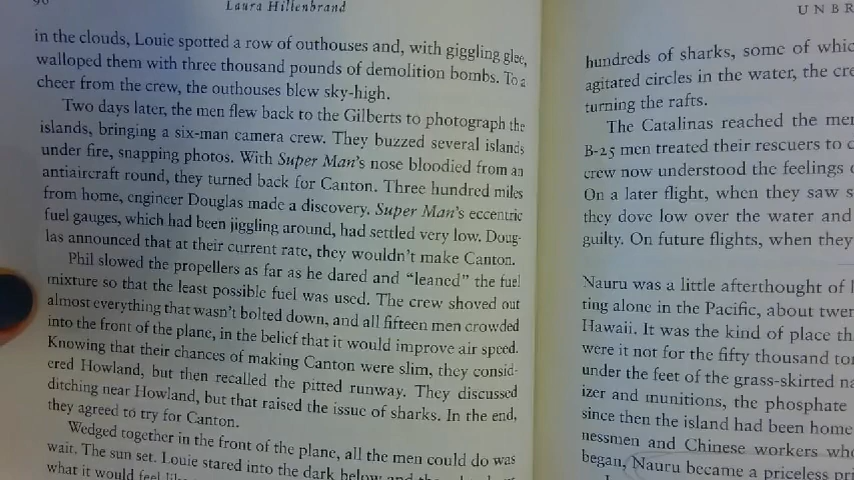 90
Laura Hillenbrand
in the clouds, Louie spotted a row of outhouses and, with giggling glee,
walloped them with three thousand pounds of demolition bombs. To a
cheer from the crew, the outhouses blew sky-high.
Two days later, the men flew back to the Gilberts to photograph the
islands, bringing a six-man camera crew. They buzzed several islands
under fire, snapping photos. With Super Man's nose bloodied from an
antiaircraft round, they turned back for Canton. Three hundred miles
from home, engineer Douglas made a discovery. Super Man's eccentric
fuel gauges, which had been jiggling around, had settled very low. Doug-
las announced that at their current rate, they wouldn't make Canton.
Phil slowed the propellers as far as he dared and "leaned" the fuel
mixture so that the least possible fuel was used. The crew shoved out
almost everything that wasn't bolted down, and all fifteen men crowded
into the front of the plane, in the belief that it would improve air speed.
Knowing that their chances of making Canton were slim, they consid-
ered Howland, but then recalled the pitted runway. They discussed
ditching near Howland, but that raised the issue of sharks. In the end,
they agreed to try for Canton.
Wedged together in the front of the plane, all the men could do was
wait. The sun set. Louie stared into the dark below and
what it would feel
UNBR
hundreds of sharks, some of whic
agitated circles in the water, the cre
turning the rafts.
The Catalinas reached the mer
B-25 men treated their rescuers to c
crew now understood the feelings o
On a later flight, when they saw s
they dove low over the water and
guilty. On future flights, when they
Nauru was a little afterthought of l
ting alone in the Pacific, about twen
Hawaii. It was the kind of place th
were it not for the fifty thousand tor
under the feet of the grass-skirted na
izer and munitions, the phosphate
since then the island had been home
nessmen and Chinese workers who
began, Nauru became a priceless pri